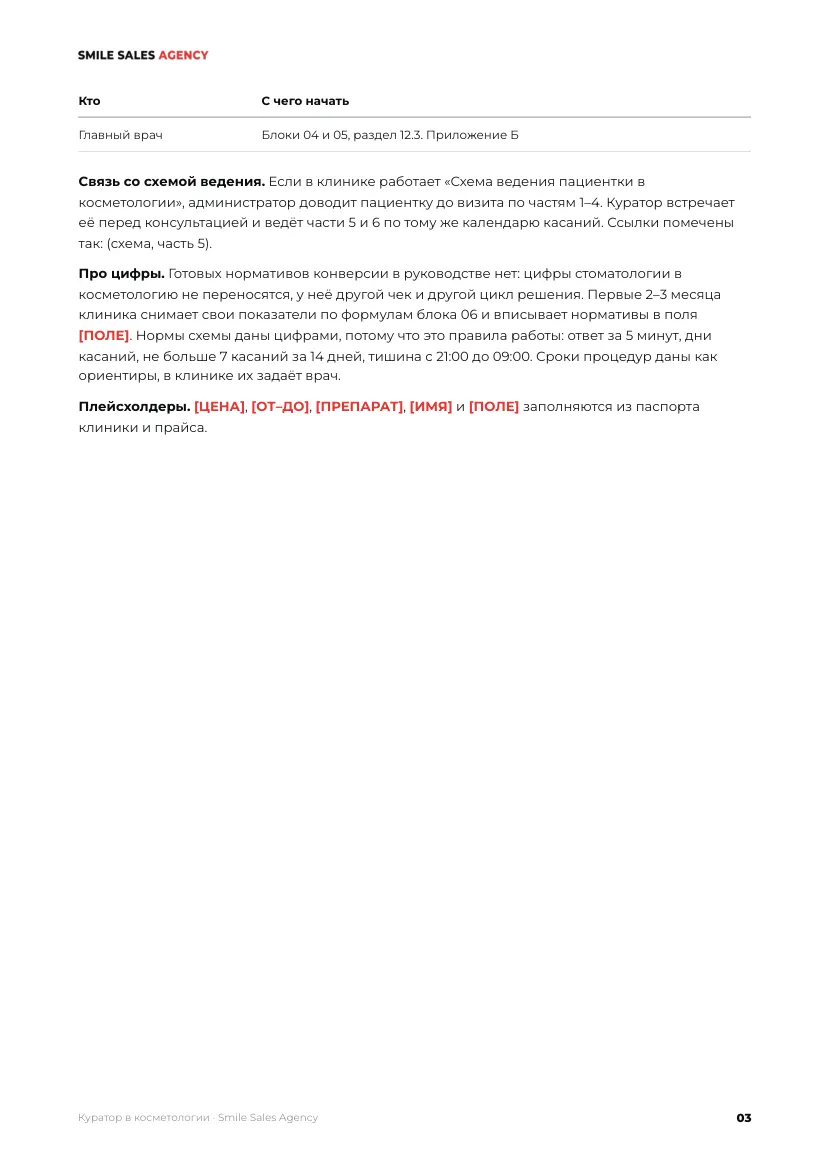 SMILE SALES AGENCY
Кто С чего начать
Главный врач Блоки 04 и 05, раздел 12.3. Приложение Б
Связь со схемой ведения. Если в клинике работает «Схема ведения пациентки в
косметологии», администратор доводит пациентку до визита по частям 1–4. Куратор встречает
её перед консультацией и ведёт части 5 и 6 по тому же календарю касаний. Ссылки помечены
так: (схема, часть 5).
Про цифры. Готовых нормативов конверсии в руководстве нет: цифры стоматологии в
косметологию не переносятся, у неё другой чек и другой цикл решения. Первые 2–3 месяца
клиника снимает свои показатели по формулам блока 06 и вписывает нормативы в поля
[ПОЛЕ]. Нормы схемы даны цифрами, потому что это правила работы: ответ за 5 минут, дни
касаний, не больше 7 касаний за 14 дней, тишина с 21:00 до 09:00. Сроки процедур даны как
ориентиры, в клинике их задаёт врач.
Плейсхолдеры. [ЦЕНА], [ОТ–ДО], [ПРЕПАРАТ], [ИМЯ] и [ПОЛЕ] заполняются из паспорта
клиники и прайса.
Куратор в косметологии · Smile Sales Agency 03